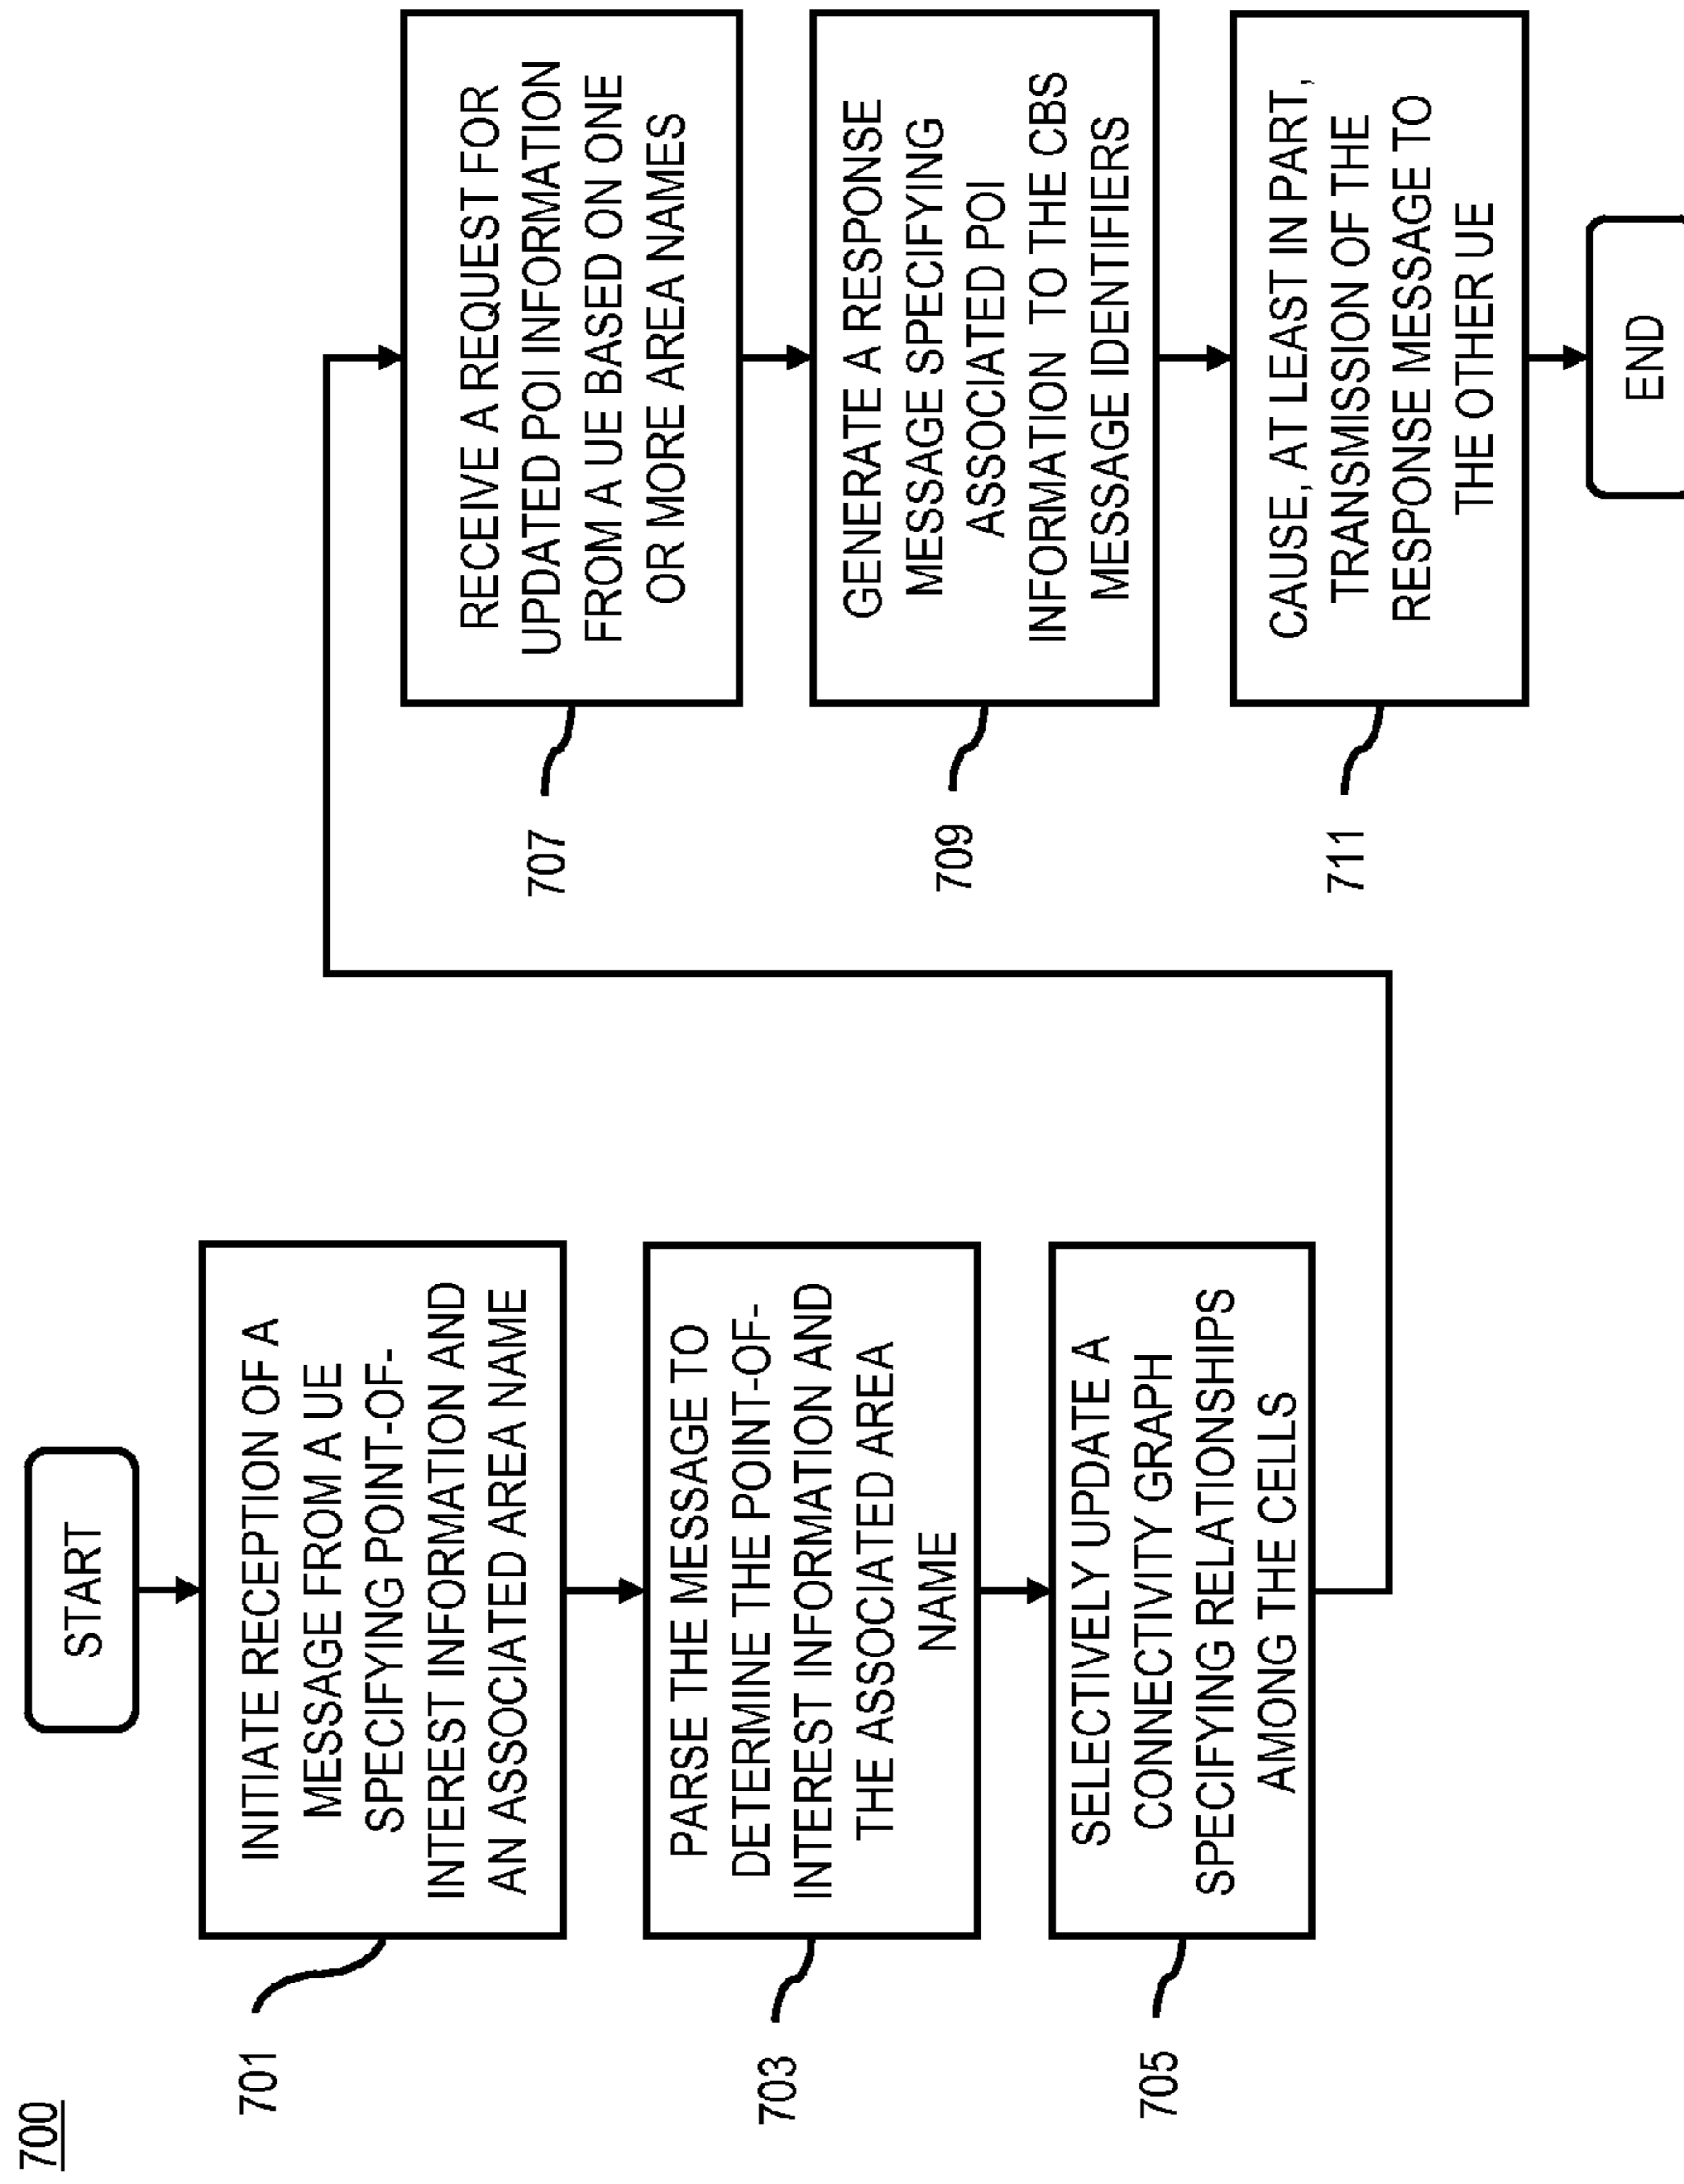 700
START
701
INITIATE RECEPTION OF A
MESSAGE FROM A UE
SPECIFYING POINT-OF-
INTEREST INFORMATION AND
AN ASSOCIATED AREA NAME
703
PARSE THE MESSAGE TO
DETERMINE THE POINT-OF-
INTEREST INFORMATION AND
THE ASSOCIATED AREA
NAME
705
SELECTIVELY UPDATE A
CONNECTIVITY GRAPH
SPECIFYING RELATIONSHIPS
AMONG THE CELLS
707
RECEIVE A REQUEST FOR
UPDATED POI INFORMATION
FROM A UE BASED ON ONE
OR MORE AREA NAMES
709
GENERATE A RESPONSE
MESSAGE SPECIFYING
ASSOCIATED POI
INFORMATION TO THE CBS
MESSAGE IDENTIFIERS
711
CAUSE, AT LEAST IN PART,
TRANSMISSION OF THE
RESPONSE MESSAGE TO
THE OTHER UE
END